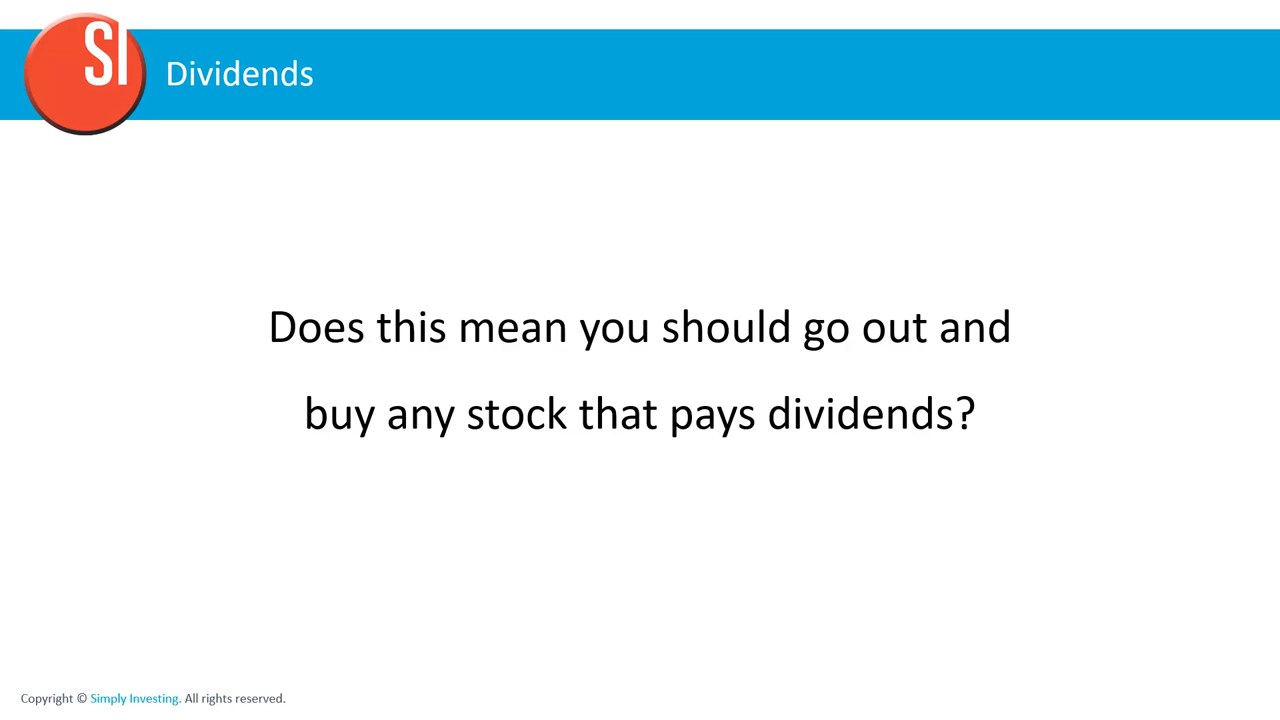 SI
Dividends
Does this mean you should go out and
buy any stock that pays dividends?
Copyright © Simply Investing. All rights reserved.